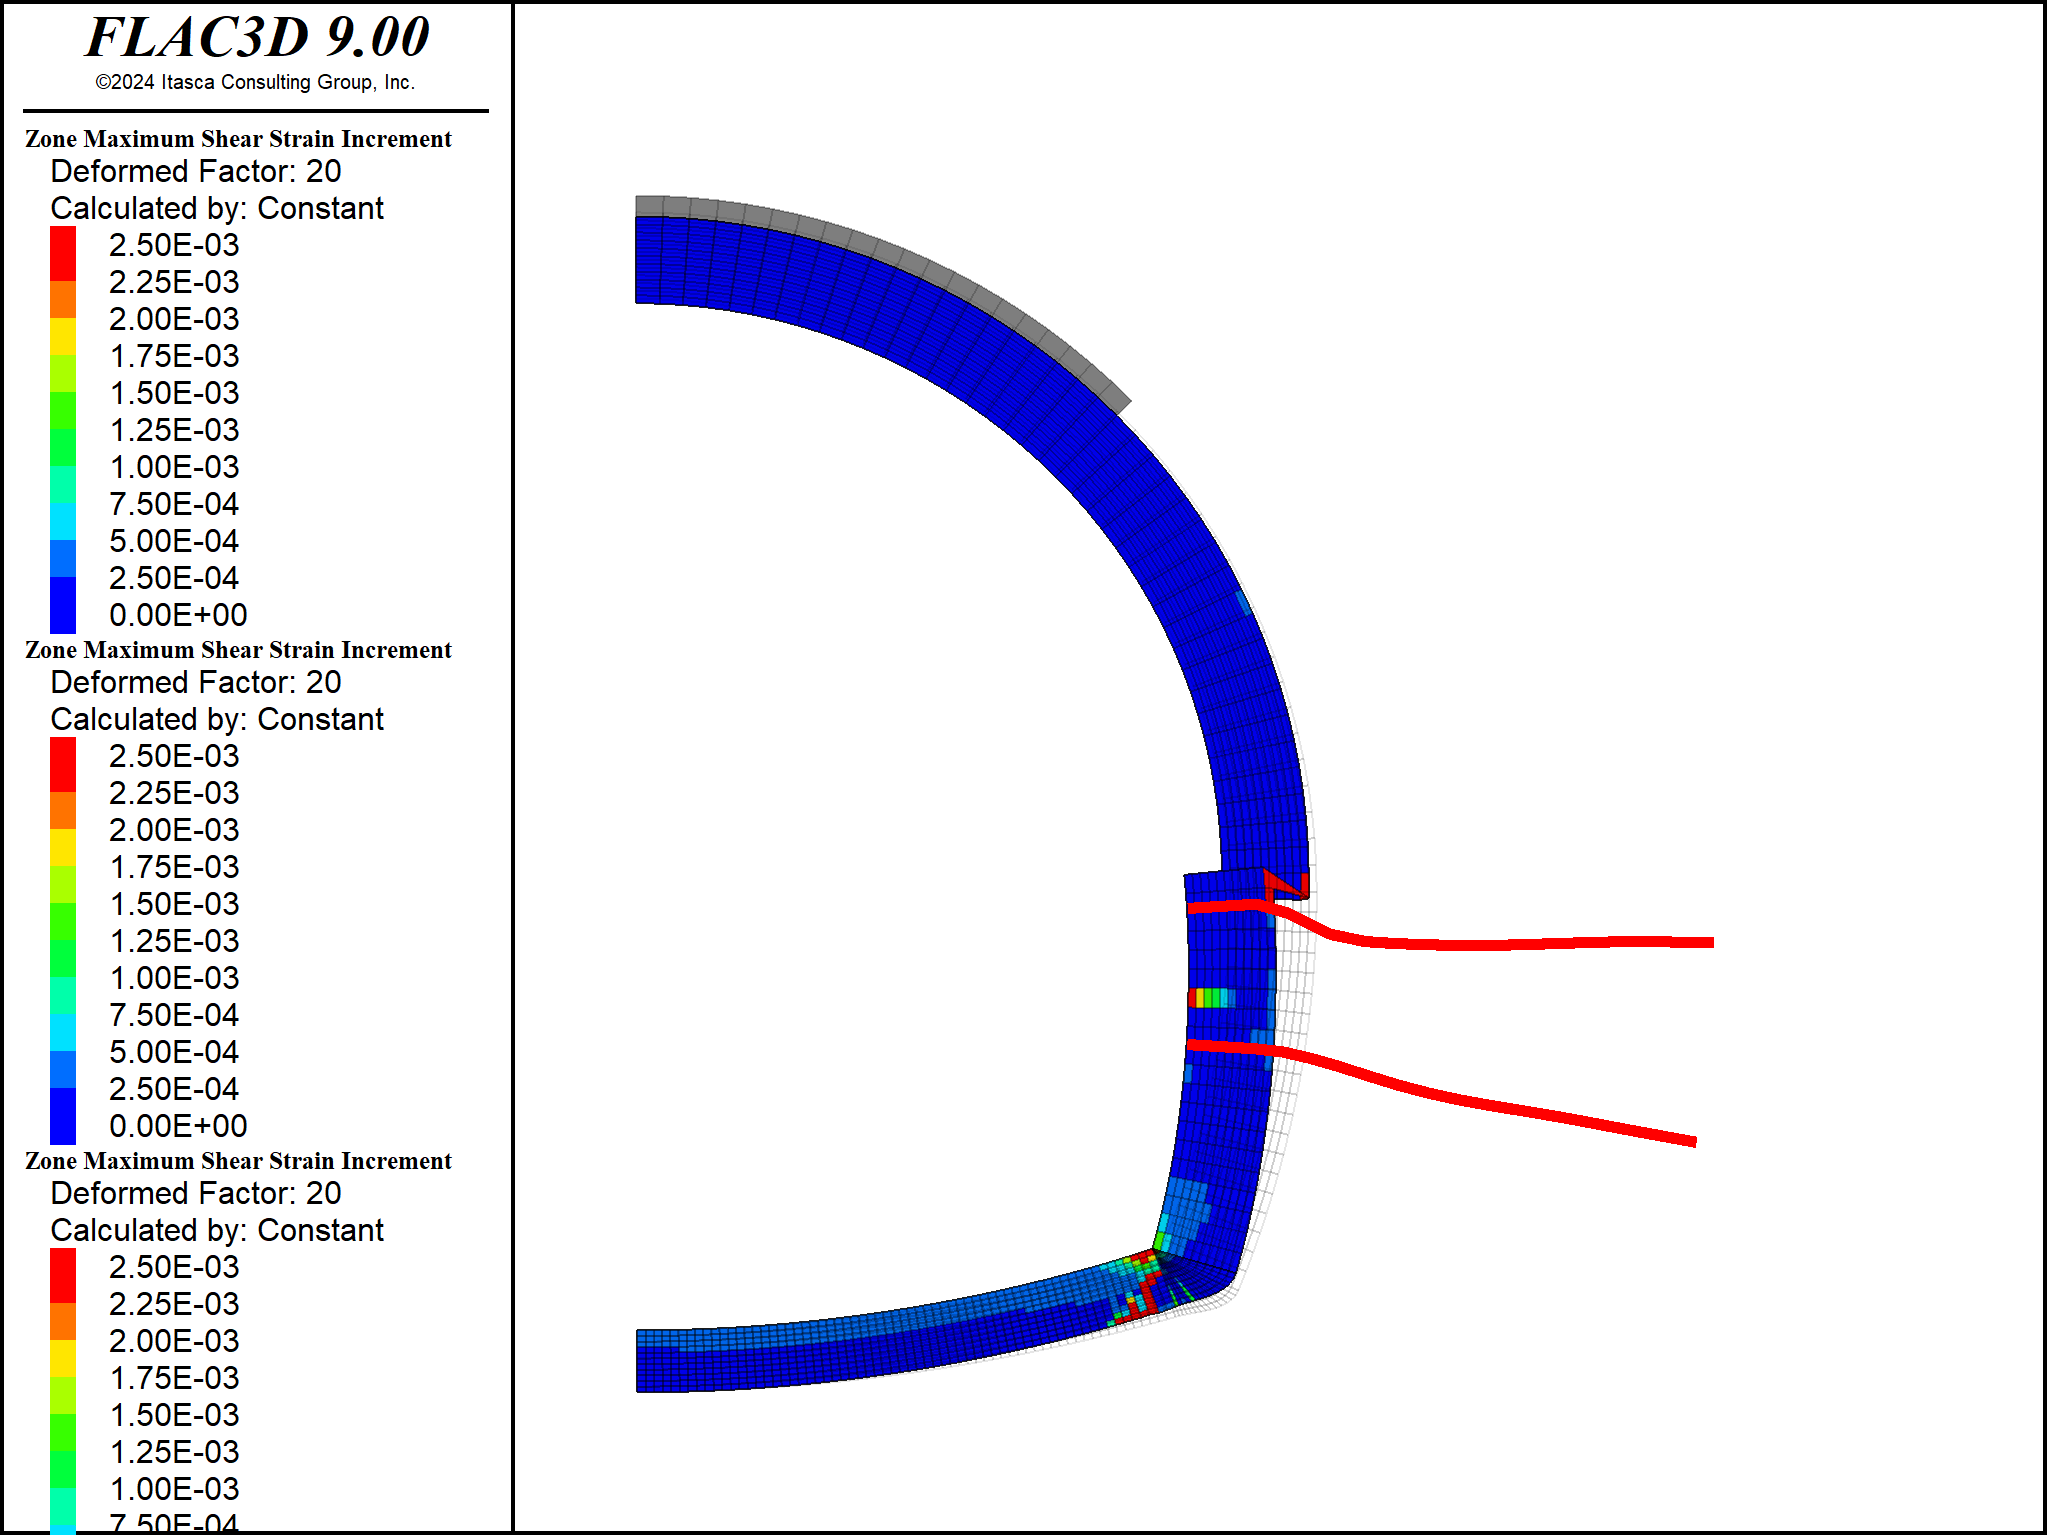 FLAC3D 9.00
©2024 Itasca Consulting Group, Inc.
Zone Maximum Shear Strain Increment
Deformed Factor: 20
Calculated by: Constant
2.50E-03
2.25E-03
2.00E-03
1.75E-03
1.50E-03
1.25E-03
1.00E-03
7.50E-04
5.00E-04
2.50E-04
0.00E+00
Zone Maximum Shear Strain Increment
Deformed Factor: 20
Calculated by: Constant
2.50E-03
2.25E-03
2.00E-03
1.75E-03
1.50E-03
1.25E-03
1.00E-03
7.50E-04
5.00E-04
2.50E-04
0.00E+00
Zone Maximum Shear Strain Increment
Deformed Factor: 20
Calculated by: Constant
2.50E-03
2.25E-03
2.00E-03
1.75E-03
1.50E-03
1.25E-03
1.00E-03
7.50E-04